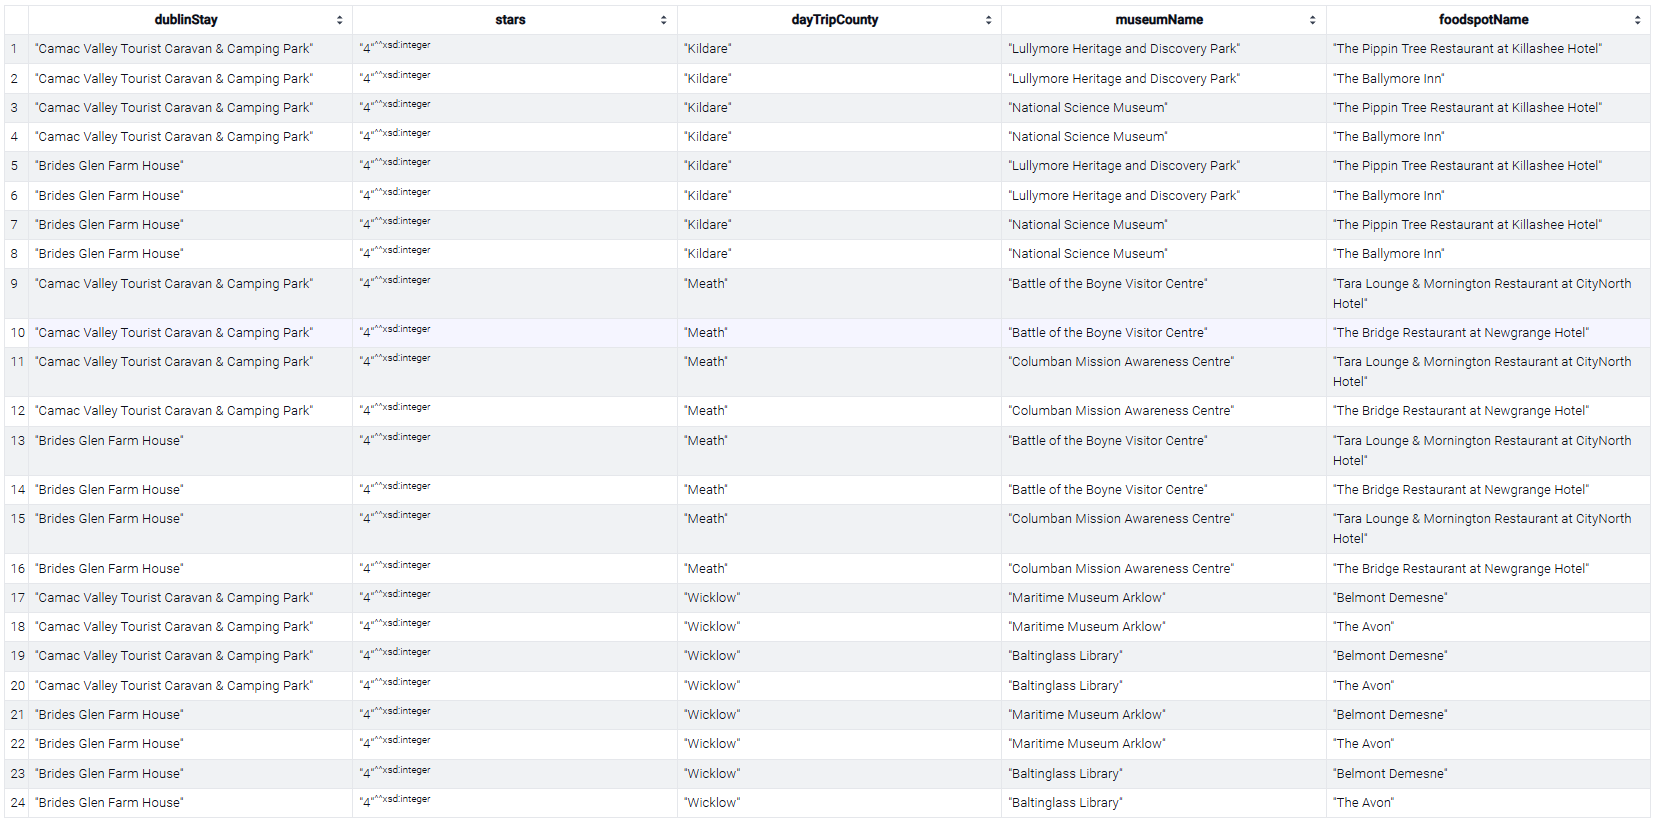 dublinStay stars dayTripCounty museumName foodspotName
1 "Camac Valley Tourist Caravan & Camping Park" "4"^^xsd:integer "Kildare" "Lullymore Heritage and Discovery Park" "The Pippin Tree Restaurant at Killashee Hotel"
2 "Camac Valley Tourist Caravan & Camping Park" "4"^^xsd:integer "Kildare" "Lullymore Heritage and Discovery Park" "The Ballymore Inn"
3 "Camac Valley Tourist Caravan & Camping Park" "4"^^xsd:integer "Kildare" "National Science Museum" "The Pippin Tree Restaurant at Killashee Hotel"
4 "Camac Valley Tourist Caravan & Camping Park" "4"^^xsd:integer "Kildare" "National Science Museum" "The Ballymore Inn"
5 "Brides Glen Farm House" "4"^^xsd:integer "Kildare" "Lullymore Heritage and Discovery Park" "The Pippin Tree Restaurant at Killashee Hotel"
6 "Brides Glen Farm House" "4"^^xsd:integer "Kildare" "Lullymore Heritage and Discovery Park" "The Ballymore Inn"
7 "Brides Glen Farm House" "4"^^xsd:integer "Kildare" "National Science Museum" "The Pippin Tree Restaurant at Killashee Hotel"
8 "Brides Glen Farm House" "4"^^xsd:integer "Kildare" "National Science Museum" "The Ballymore Inn"
9 "Camac Valley Tourist Caravan & Camping Park" "4"^^xsd:integer "Meath" "Battle of the Boyne Visitor Centre" "Tara Lounge & Mornington Restaurant at CityNorth
Hotel"
10 "Camac Valley Tourist Caravan & Camping Park" "4"^^xsd:integer "Meath" "Battle of the Boyne Visitor Centre" "The Bridge Restaurant at Newgrange Hotel"
11 "Camac Valley Tourist Caravan & Camping Park" "4"^^xsd:integer "Meath" "Columban Mission Awareness Centre" "Tara Lounge & Mornington Restaurant at CityNorth
Hotel"
12 "Camac Valley Tourist Caravan & Camping Park" "4"^^xsd:integer "Meath" "Columban Mission Awareness Centre" "The Bridge Restaurant at Newgrange Hotel"
13 "Brides Glen Farm House" "4"^^xsd:integer "Meath" "Battle of the Boyne Visitor Centre" "Tara Lounge & Mornington Restaurant at CityNorth
Hotel"
14 "Brides Glen Farm House" "4"^^xsd:integer "Meath" "Battle of the Boyne Visitor Centre" "The Bridge Restaurant at Newgrange Hotel"
15 "Brides Glen Farm House" "4"^^xsd:integer "Meath" "Columban Mission Awareness Centre" "Tara Lounge & Mornington Restaurant at CityNorth
Hotel"
16 "Brides Glen Farm House" "4"^^xsd:integer "Meath" "Columban Mission Awareness Centre" "The Bridge Restaurant at Newgrange Hotel"
17 "Camac Valley Tourist Caravan & Camping Park" "4"^^xsd:integer "Wicklow" "Maritime Museum Arklow" "Belmont Demesne"
18 "Camac Valley Tourist Caravan & Camping Park" "4"^^xsd:integer "Wicklow" "Maritime Museum Arklow" "The Avon"
19 "Camac Valley Tourist Caravan & Camping Park" "4"^^xsd:integer "Wicklow" "Baltinglass Library" "Belmont Demesne"
20 "Camac Valley Tourist Caravan & Camping Park" "4"^^xsd:integer "Wicklow" "Baltinglass Library" "The Avon"
21 "Brides Glen Farm House" "4"^^xsd:integer "Wicklow" "Maritime Museum Arklow" "Belmont Demesne"
22 "Brides Glen Farm House" "4"^^xsd:integer "Wicklow" "Maritime Museum Arklow" "The Avon"
23 "Brides Glen Farm House" "4"^^xsd:integer "Wicklow" "Baltinglass Library" "Belmont Demesne"
24 "Brides Glen Farm House" "4"^^xsd:integer "Wicklow" "Baltinglass Library" "The Avon"